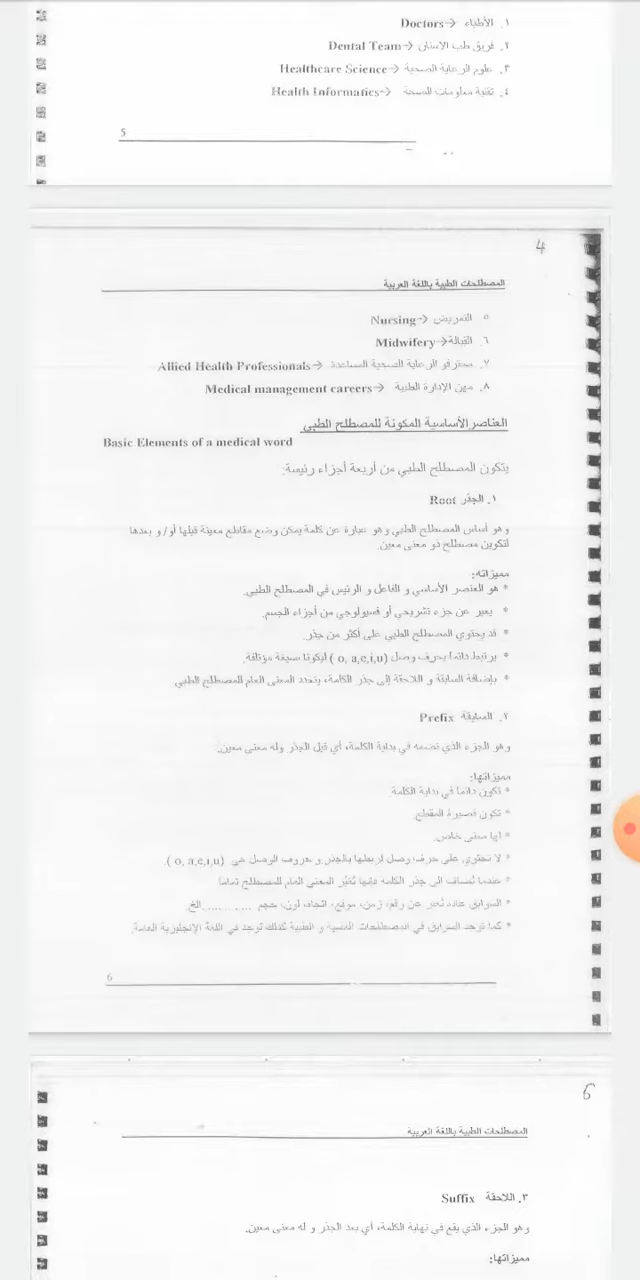 ١. الأطباء → Doctors
٢. فريق طب الاسنان → Dental Team
٣. علوم الرعاية الصحية → Healthcare Science
٤. تقنية معلومات الصحة → Health Informatics
5
4
المصطلحات الطبية باللغة العربية
٥ التمريض → Nursing
٦. القبالة → Midwifery
٧. محترفو الرعاية الصحية المساعدة → Allied Health Professionals
٨. مهن الإدارة الطبية → Medical management careers
العناصر الأساسية المكونة للمصطلح الطبي
Basic Elements of a medical word
يتكون المصطلح الطبي من أربعة أجزاء رئيسة:
١. الجذر Root
وهو أساس المصطلح الطبي وهو عبارة عن كلمة يمكن وضع مقاطع معينة قبلها أو/و بعدها
لتكوين مصطلح ذو معنى معين.
مميزاته:
* هو العنصر الأساسي و الفاعل و الرئيس في المصطلح الطبي.
* يعبر عن جزء تشريحي أو فسيولوجي من أجزاء الجسم.
* قد يحتوي المصطلح الطبي على أكثر من جذر.
* يرتبط دائما بحرف وصل (o, a,e,i,u) ليكونا صيغة مؤتلفة.
* بإضافة السابقة و اللاحقة إلى جذر الكلمة، يتحدد المعنى العام للمصطلح الطبي
٢. السابقة Prefix
وهو الجزء الذي نضعه في بداية الكلمة، أي قبل الجذر وله معنى معين.
مميزاتها:
* تكون دائما في بداية الكلمة
* تكون قصيرة المقطع
* لها معنى خاص.
* لا تحتوي على حرف وصل لربطها بالجذر و حروف الوصل هي (o, a,e,i,u).
* عندما تضاف الى جذر الكلمة فإنها تُغيّر المعنى العام للمصطلح تماما
* السوابق عادة تُعبر عن رقم، زمن، موقع، اتجاه، لون، حجم ............الخ.
* كما توجد السوابق في المصطلحات العلمية و الطبية كذلك توجد في اللغة الإنجليزية العامة.
6
6
المصطلحات الطبية باللغة العربية
٣. اللاحقة Suffix
وهو الجزء الذي يقع في نهاية الكلمة، أي بعد الجذر و له معنى معين.
مميزاتها: